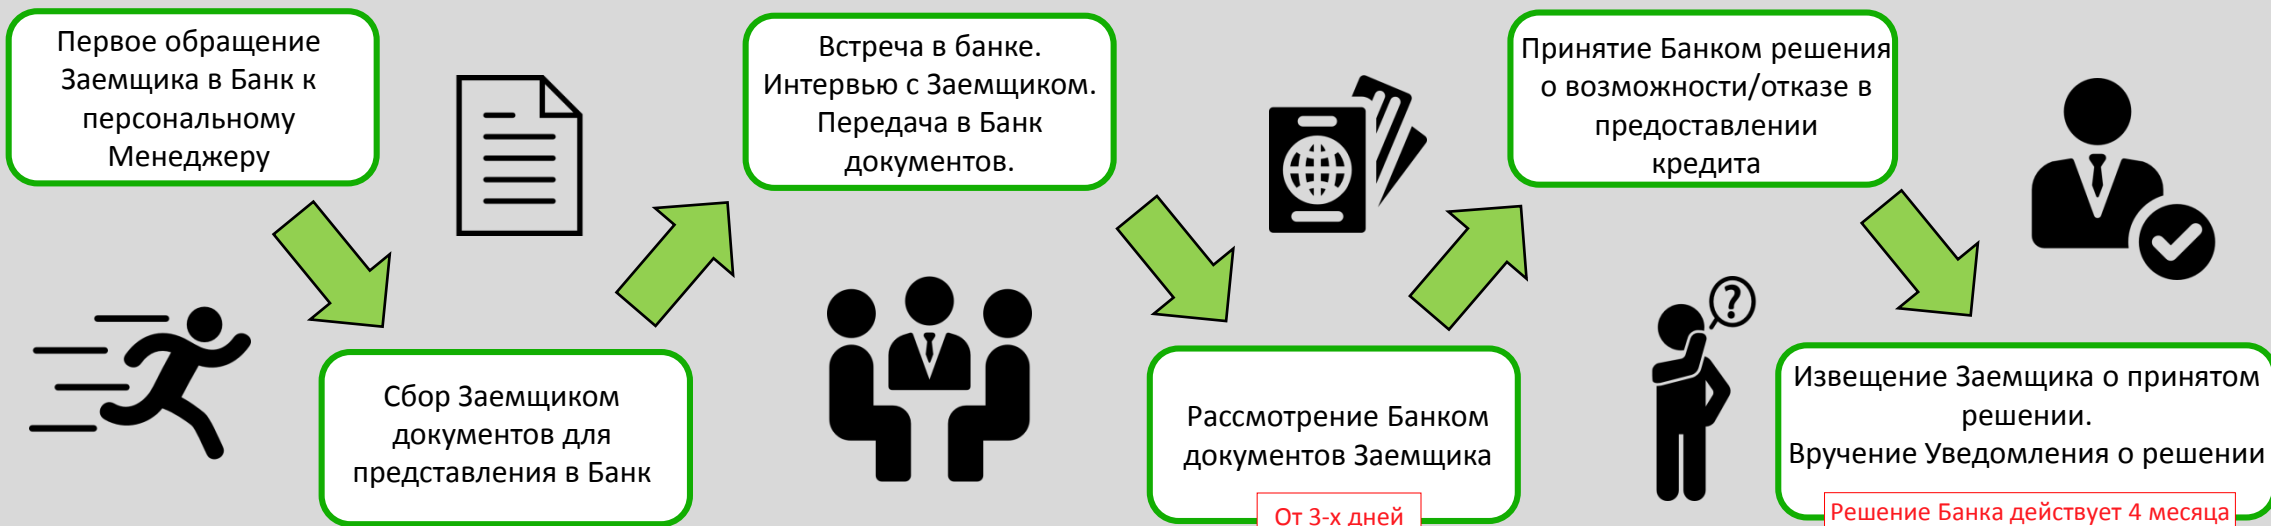 Первое обращение
Заемщика в Банк к
персональному
Менеджеру
Сбор Заемщиком
документов для
представления в Банк
Встреча в банке.
Интервью с Заемщиком.
Передача в Банк
документов.
Рассмотрение Банком
документов Заемщика
От 3-х дней
Принятие Банком решения
о возможности/отказе в
предоставлении
кредита
?
Извещение Заемщика о принятом
решении.
Вручение Уведомления о решении
Решение Банка действует 4 месяца